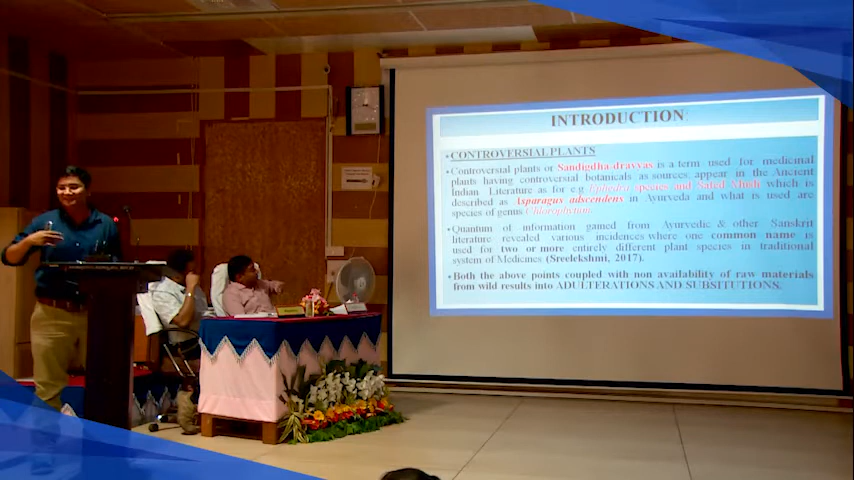 INTRODUCTION
•CONTROVERSIAL PLANTS
•Controversial plants or Sandigdha dravyas is a term used for medicinal
plants having controversial botanicals as sources appear in the Ancient
Indian Literature as for e.g Ephedra species and Safed Musli which is
described as Asparagus adscendens in Ayurveda and what is used are
species of genus Chlorophytum.
•Quantum of information gained from Ayurvedic & other Sanskrit
literature revealed various incidences where one common name is
used for two or more entirely different plant species in traditional
system of Medicines (Sreelekshmi, 2017).
•Both the above points coupled with non availability of raw materials
from wild results into ADULTERATIONS AND SUBSITUTIONS.